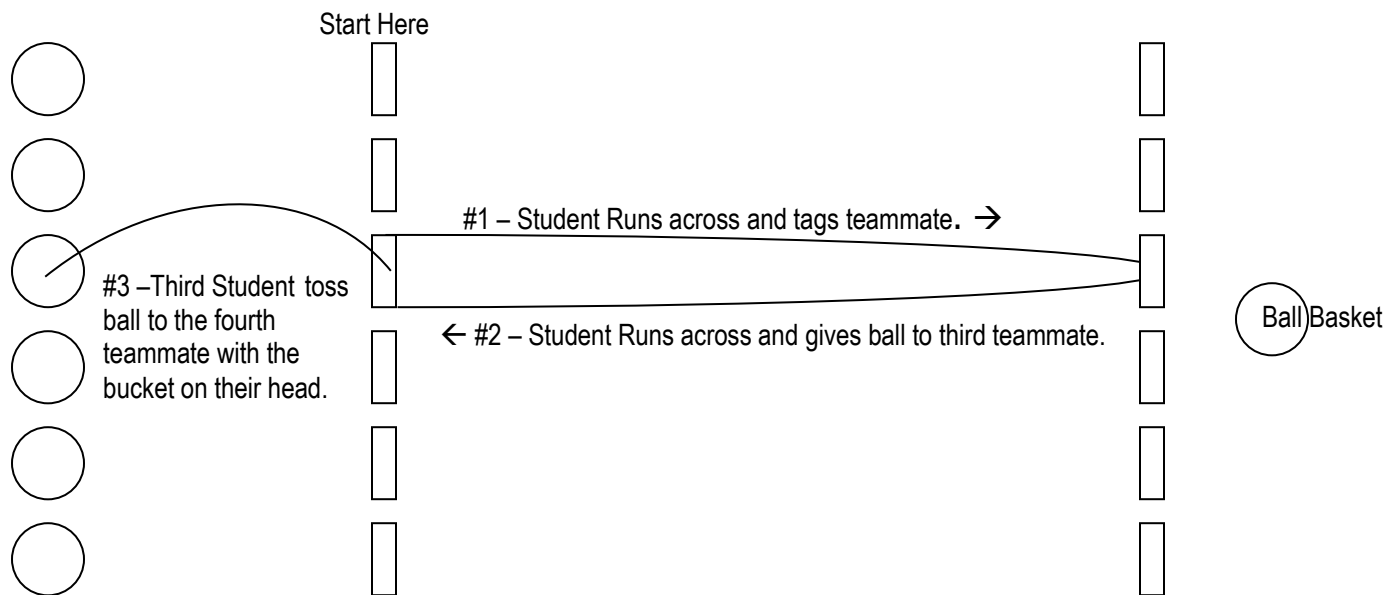 Start Here
#1 – Student Runs across and tags teammate. →
#3 –Third Student toss
ball to the fourth
teammate with the
bucket on their head.
← #2 – Student Runs across and gives ball to third teammate.
Ball Basket